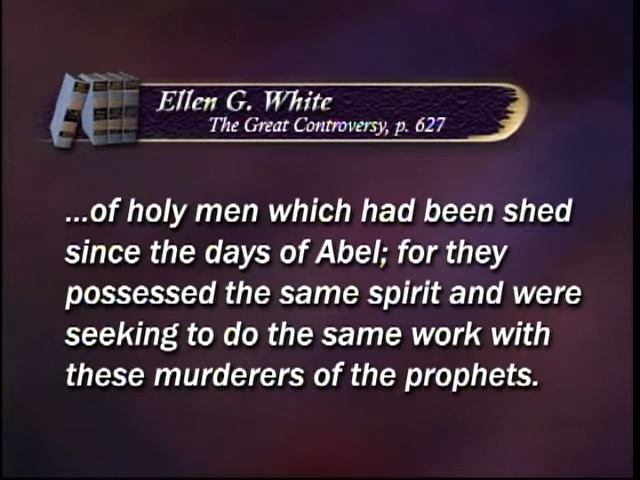 Ellen G. White
The Great Controversy, p. 627
...of holy men which had been shed
since the days of Abel; for they
possessed the same spirit and were
seeking to do the same work with
these murderers of the prophets.